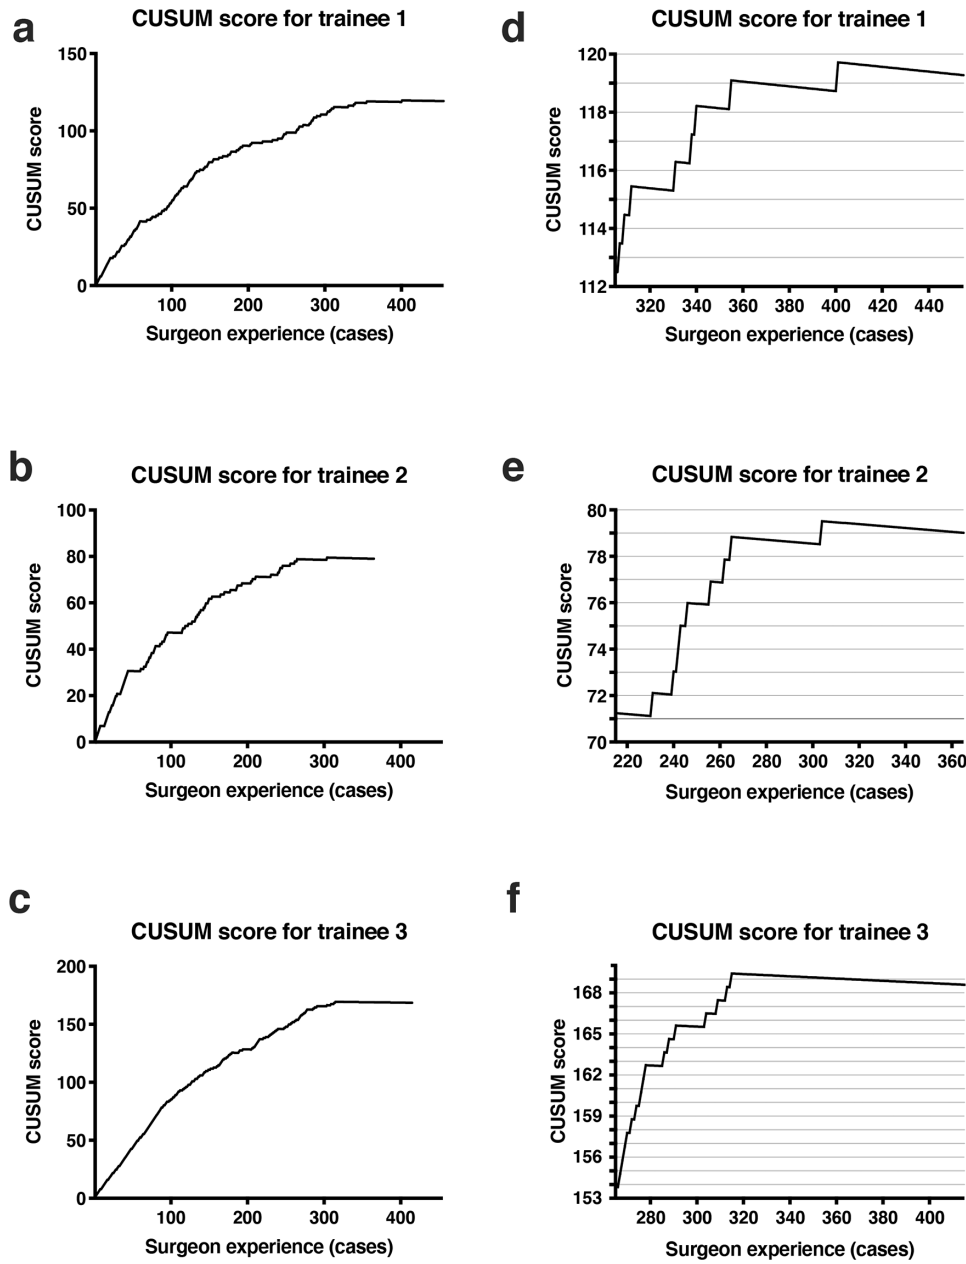 a
CUSUM score for trainee 1
150
100
50
0
100 200 300 400
CUSUM score
Surgeon experience (cases)
d
CUSUM score for trainee 1
120
118
116
114
112
320 340 360 380 400 420 440
CUSUM score
Surgeon experience (cases)
b
CUSUM score for trainee 2
100
80
60
40
20
0
100 200 300 400
CUSUM score
Surgeon experience (cases)
e
CUSUM score for trainee 2
80
78
76
74
72
70
220 240 260 280 300 320 340 360
CUSUM score
Surgeon experience (cases)
c
CUSUM score for trainee 3
200
150
100
50
0
100 200 300 400
CUSUM score
Surgeon experience (cases)
f
CUSUM score for trainee 3
168
165
162
159
156
153
280 300 320 340 360 380 400
CUSUM score
Surgeon experience (cases)